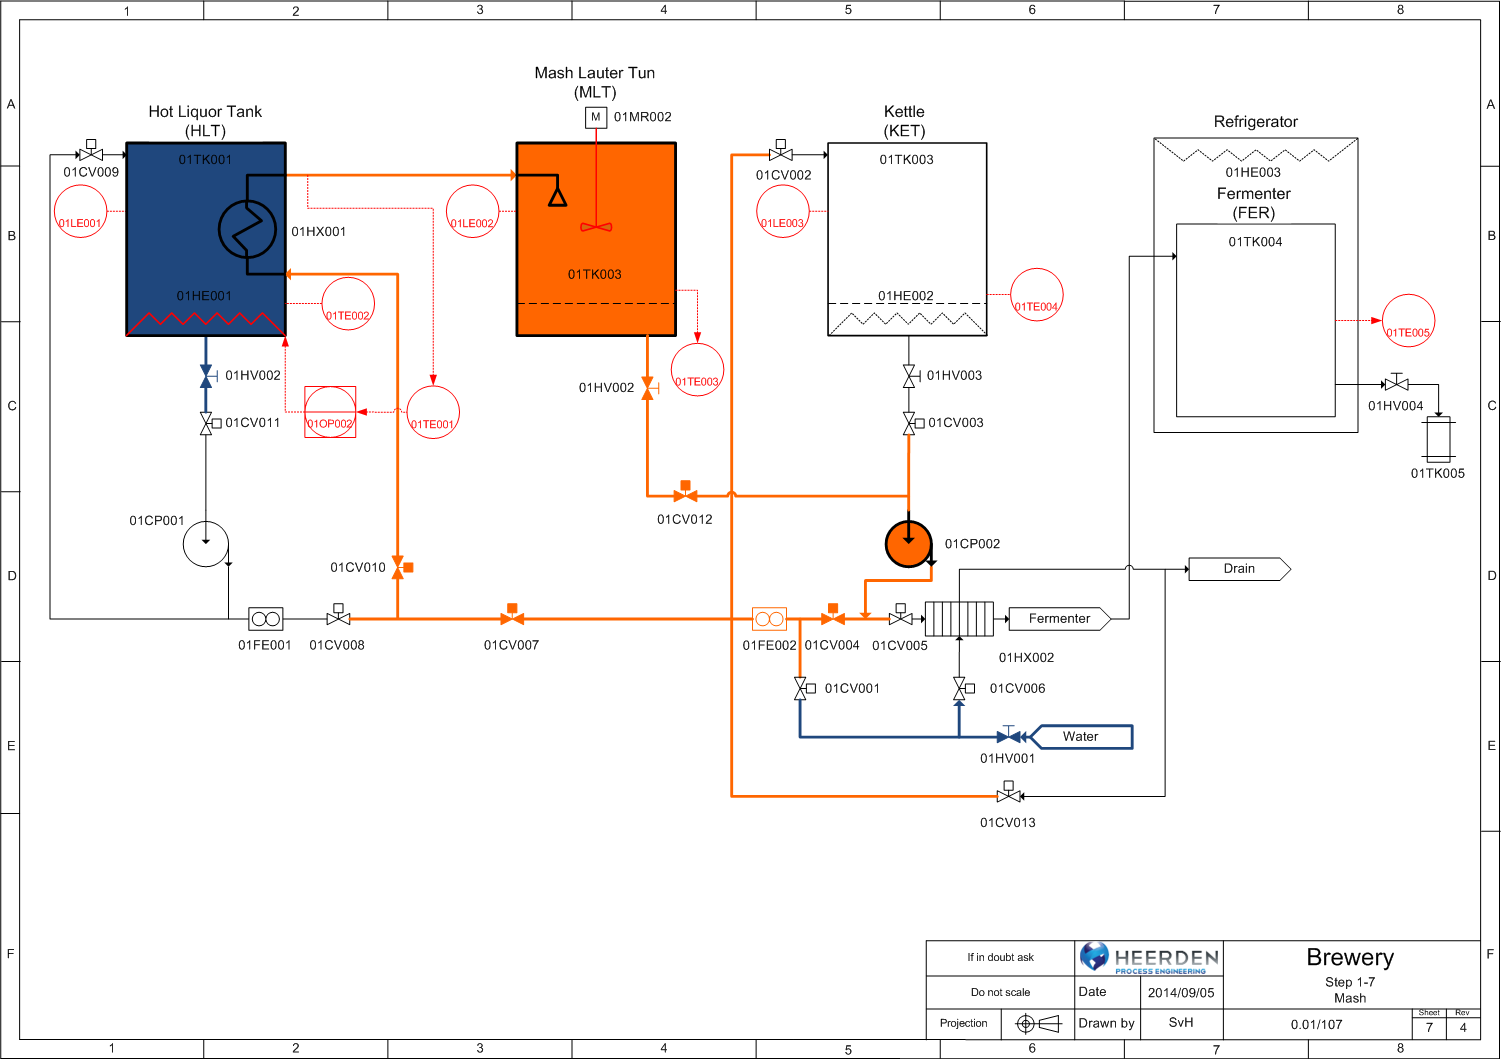 1 2 3 4 5 6 7 8
Mash Lauter Tun
(MLT)
Hot Liquor Tank
(HLT)
Kettle
(KET)
Refrigerator
A
A
M
01MR002
01TK001
01TK003
01CV009
01CV002
01HE003
Fermenter
(FER)
01LE001
01LE002
01LE003
B
B
01HX001
01TK004
01TK003
01HE001
01HE002
01TE002
01TE004
01TE005
01HV002
01HV002
01TE003
01HV003
C
C
01HV004
01CV011
01OP002
01TE001
01CV003
01TK005
01CP001
01CV012
01CP002
01CV010
Drain
D
D
Fermenter
01FE001
01CV008
01CV007
01FE002
01CV004
01CV005
01HX002
01CV001
01CV006
Water
E
E
01HV001
01CV013
F
F
If in doubt ask
HEERDEN
PROCESS ENGINEERING
Brewery
Step 1-7
Mash
Do not scale
Date
2014/09/05
Projection
Drawn by
SvH
0.01/107
Sheet
Rev
7
4
1 2 3 4 5 6 7 8